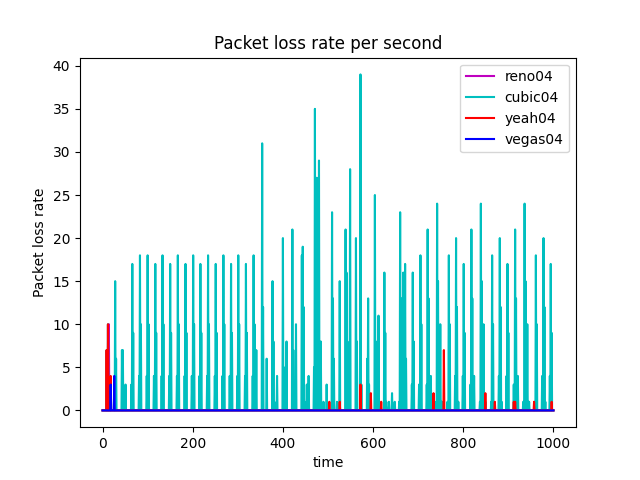 Packet loss rate per second
reno04
cubic04
yeah04
vegas04
40
35
30
25
20
15
10
5
0
Packet loss rate
0 200 400 600 800 1000
time